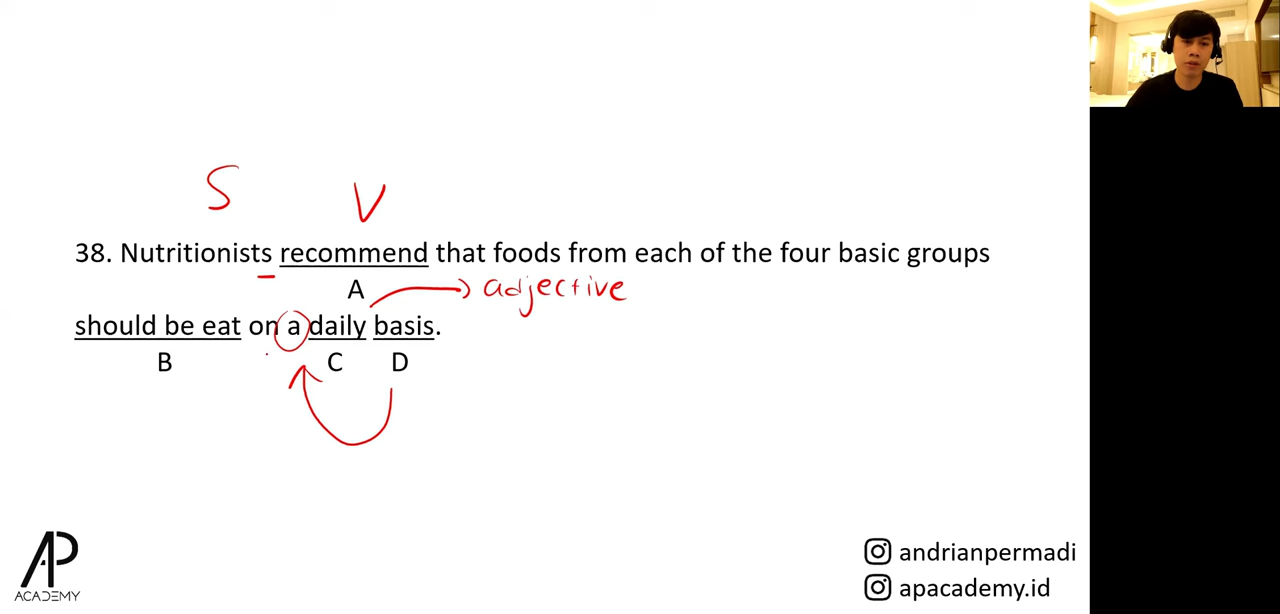 S V
38. Nutritionists recommend that foods from each of the four basic groups
A adjective
should be eat on a daily basis.
B C D
AP
ACADEMY
andrianpermadi
apacademy.id